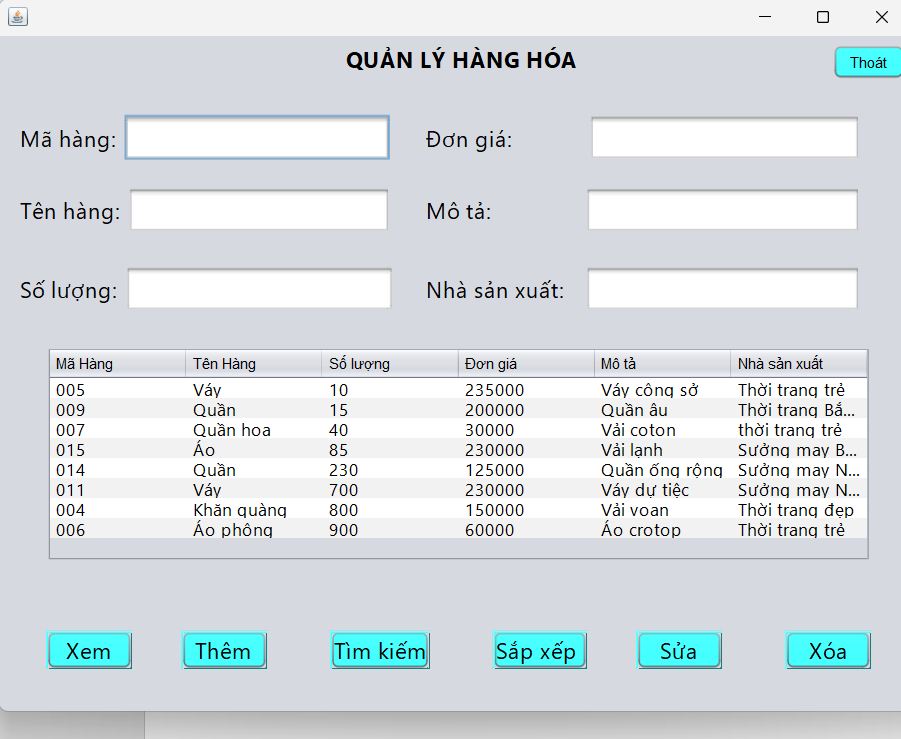 QUẢN LÝ HÀNG HÓA
Thoát
Mã hàng: Đơn giá:
Tên hàng: Mô tả:
Số lượng: Nhà sản xuất:
Mã Hàng Tên Hàng Số lượng Đơn giá Mô tả Nhà sản xuất
005 Váy 10 235000 Váy công sở Thời trang trẻ
009 Quần 15 200000 Quần âu Thời trang Bắ...
007 Quần hoa 40 30000 Vải coton thời trang trẻ
015 Áo 85 230000 Vải lạnh Sưởng may B...
014 Quần 230 125000 Quần ống rộng Sưởng may N...
011 Váy 700 230000 Váy dự tiệc Sưởng may N...
004 Khăn quàng 800 150000 Vải voan Thời trang đẹp
006 Áo phông 900 60000 Áo crotop Thời trang trẻ
Xem Thêm Tìm kiếm Sắp xếp Sửa Xóa